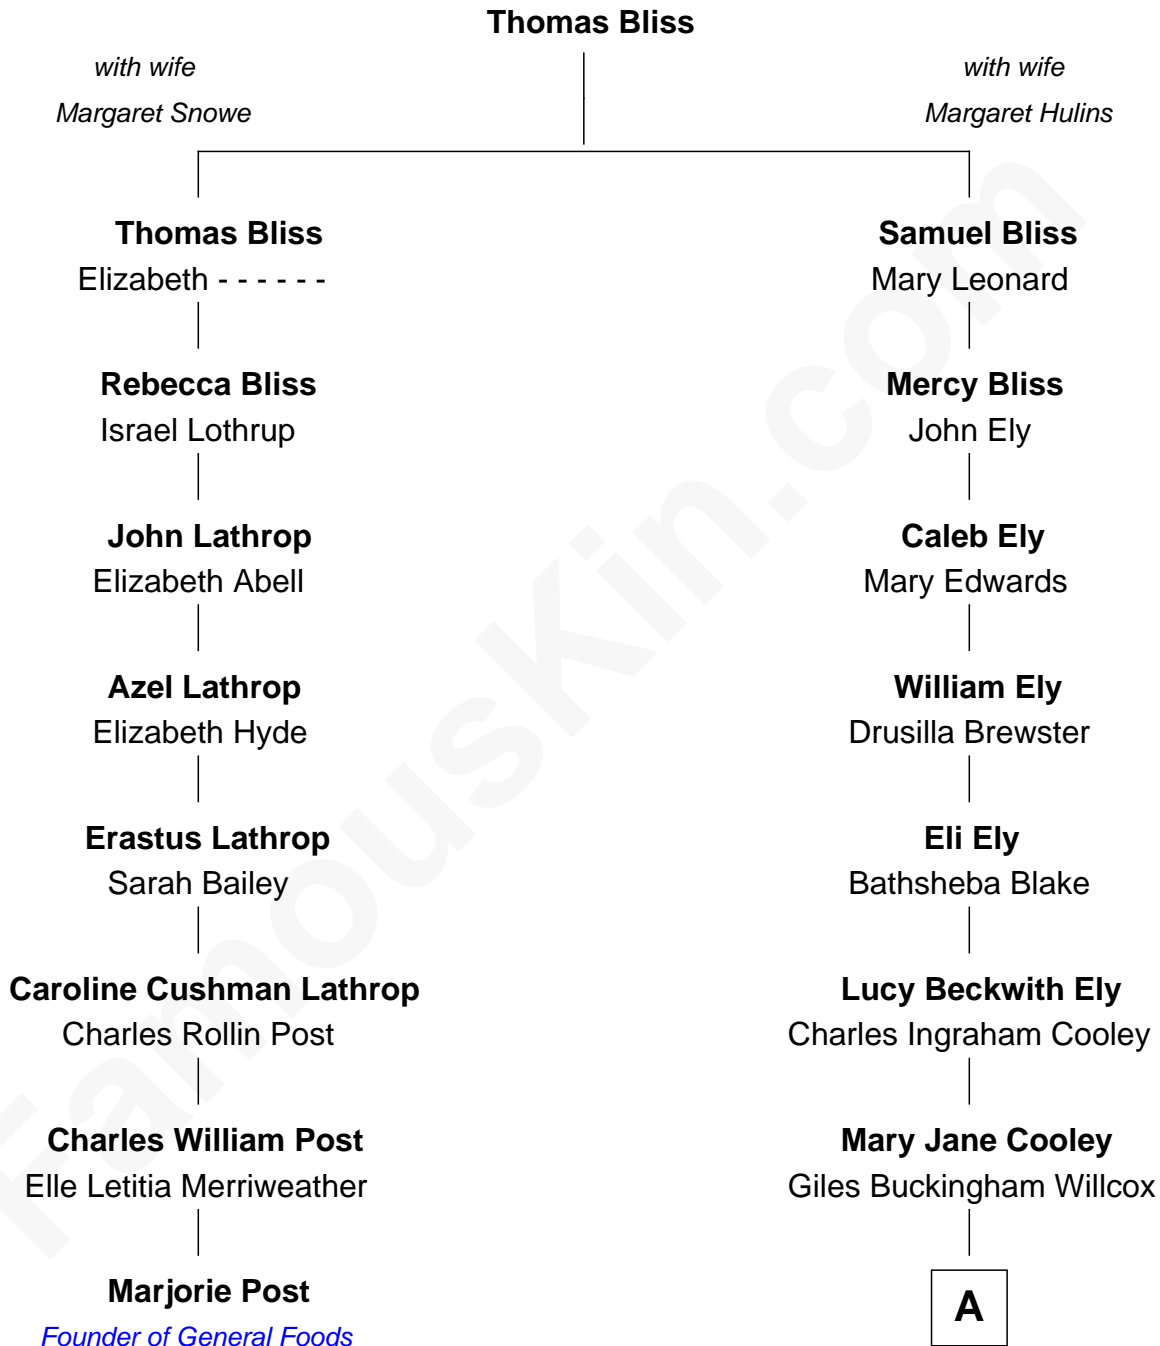 Thomas Bliss
with wife
Margaret Snowe
with wife
Margaret Hulins
Thomas Bliss
Elizabeth - - - - - -
Samuel Bliss
Mary Leonard
Rebecca Bliss
Israel Lothrup
Mercy Bliss
John Ely
John Lathrop
Elizabeth Abell
Caleb Ely
Mary Edwards
Azel Lathrop
Elizabeth Hyde
William Ely
Drusilla Brewster
Erastus Lathrop
Sarah Bailey
Eli Ely
Bathsheba Blake
Caroline Cushman Lathrop
Charles Rollin Post
Lucy Beckwith Ely
Charles Ingraham Cooley
Charles William Post
Elle Letitia Merriweather
Mary Jane Cooley
Giles Buckingham Willcox
Marjorie Post
Founder of General Foods
A
FamousKin.com